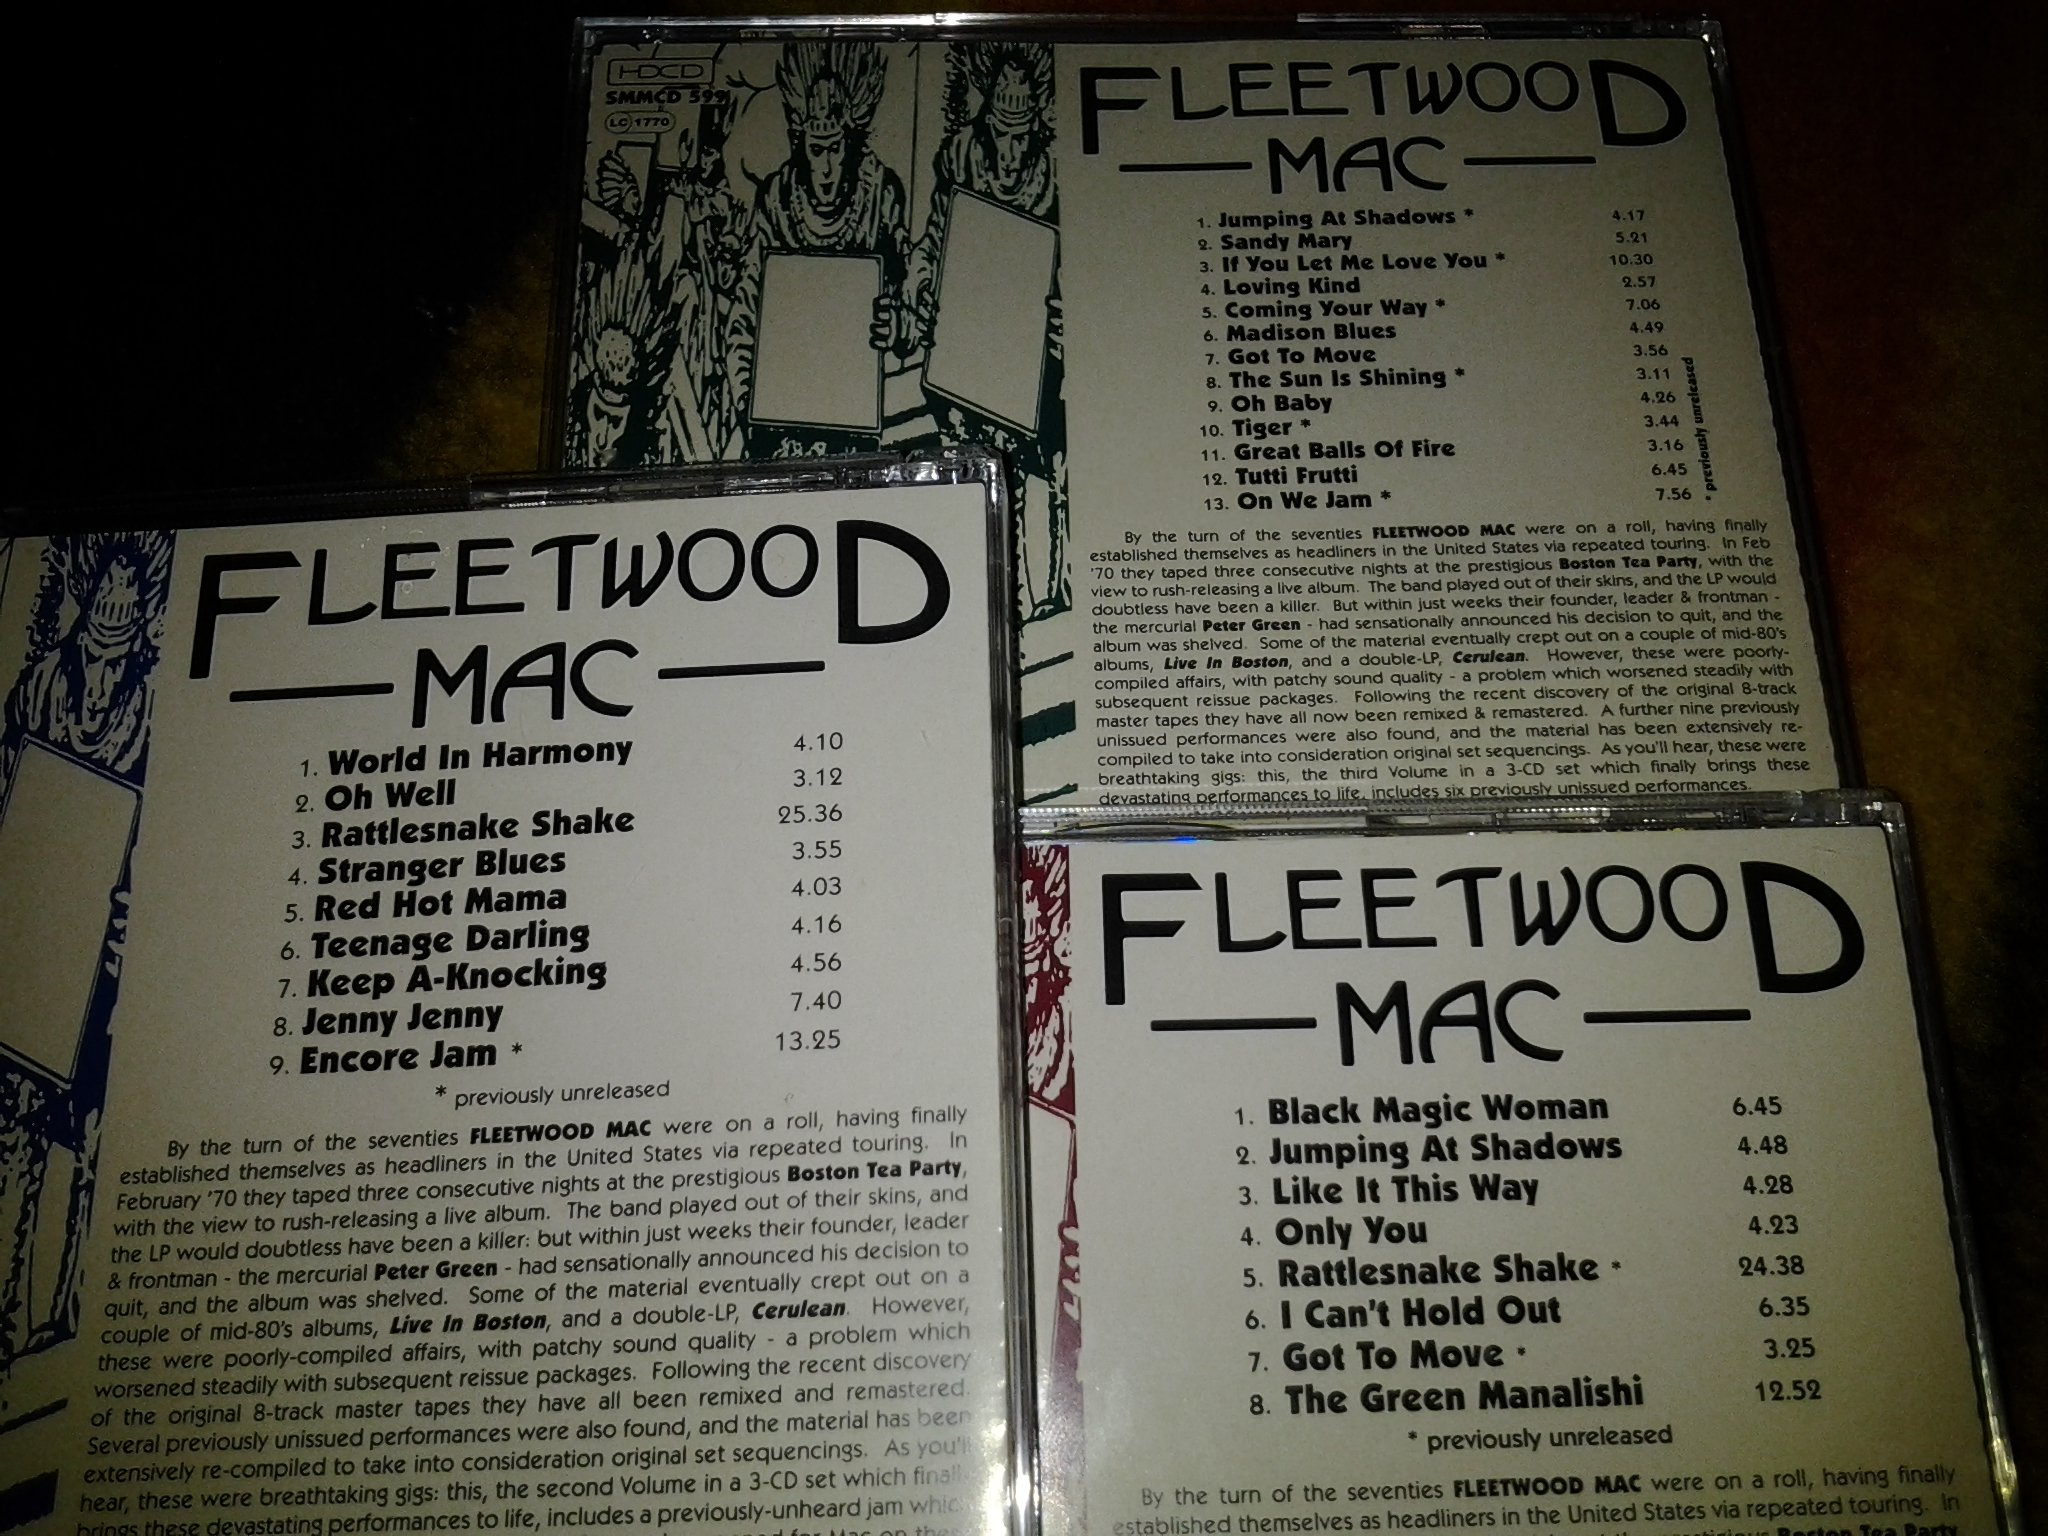 HDCD
SMMCD 599
LC 1770
FLEETWOOD
MAC
1. Jumping At Shadows * 4.17
2. Sandy Mary 5.21
3. If You Let Me Love You * 10.30
4. Loving Kind 2.57
5. Coming Your Way * 7.06
6. Madison Blues 4.49
7. Got To Move 3.56
8. The Sun Is Shining * 3.11
9. Oh Baby 4.26
10. Tiger * 3.44
11. Great Balls Of Fire 3.16
12. Tutti Frutti 6.45
13. On We Jam * 7.56
* previously unreleased
By the turn of the seventies FLEETWOOD MAC were on a roll, having finally
established themselves as headliners in the United States via repeated touring. In Feb
'70 they taped three consecutive nights at the prestigious Boston Tea Party, with the
view to rush-releasing a live album. The band played out of their skins, and the LP would
doubtless have been a killer. But within just weeks their founder, leader & frontman -
the mercurial Peter Green - had sensationally announced his decision to quit, and the
album was shelved. Some of the material eventually crept out on a couple of mid-80's
albums, Live In Boston, and a double-LP, Cerulean. However, these were poorly-
compiled affairs, with patchy sound quality - a problem which worsened steadily with
subsequent reissue packages. Following the recent discovery of the original 8-track
master tapes they have all now been remixed & remastered. A further nine previously
unissued performances were also found, and the material has been extensively re-
compiled to take into consideration original set sequencings. As you'll hear, these were
breathtaking gigs: this, the third Volume in a 3-CD set which finally brings these
devastating performances to life, includes six previously unissued performances.
FLEETWOOD
MAC
1. World In Harmony 4.10
2. Oh Well 3.12
3. Rattlesnake Shake 25.36
4. Stranger Blues 3.55
5. Red Hot Mama 4.03
6. Teenage Darling 4.16
7. Keep A-Knocking 4.56
8. Jenny Jenny 7.40
9. Encore Jam * 13.25
* previously unreleased
By the turn of the seventies FLEETWOOD MAC were on a roll, having finally
established themselves as headliners in the United States via repeated touring. In
February '70 they taped three consecutive nights at the prestigious Boston Tea Party,
with the view to rush-releasing a live album. The band played out of their skins, and
the LP would doubtless have been a killer: but within just weeks their founder, leader
& frontman - the mercurial Peter Green - had sensationally announced his decision to
quit, and the album was shelved. Some of the material eventually crept out on a
couple of mid-80's albums, Live In Boston, and a double-LP, Cerulean. However,
these were poorly-compiled affairs, with patchy sound quality - a problem which
worsened steadily with subsequent reissue packages. Following the recent discovery
of the original 8-track master tapes they have all been remixed and remastered.
Several previously unissued performances were also found, and the material has been
extensively re-compiled to take into consideration original set sequencings. As you'll
hear, these were breathtaking gigs: this, the second Volume in a 3-CD set which
brings these devastating performances to life, includes a previously-unheard jam
FLEETWOOD
MAC
1. Black Magic Woman 6.45
2. Jumping At Shadows 4.48
3. Like It This Way 4.28
4. Only You 4.23
5. Rattlesnake Shake * 24.38
6. I Can't Hold Out 6.35
7. Got To Move * 3.25
8. The Green Manalishi 12.52
* previously unreleased
By the turn of the seventies FLEETWOOD MAC were on a roll, having finally
established themselves as headliners in the United States via repeated touring. In
Boston Tea Party